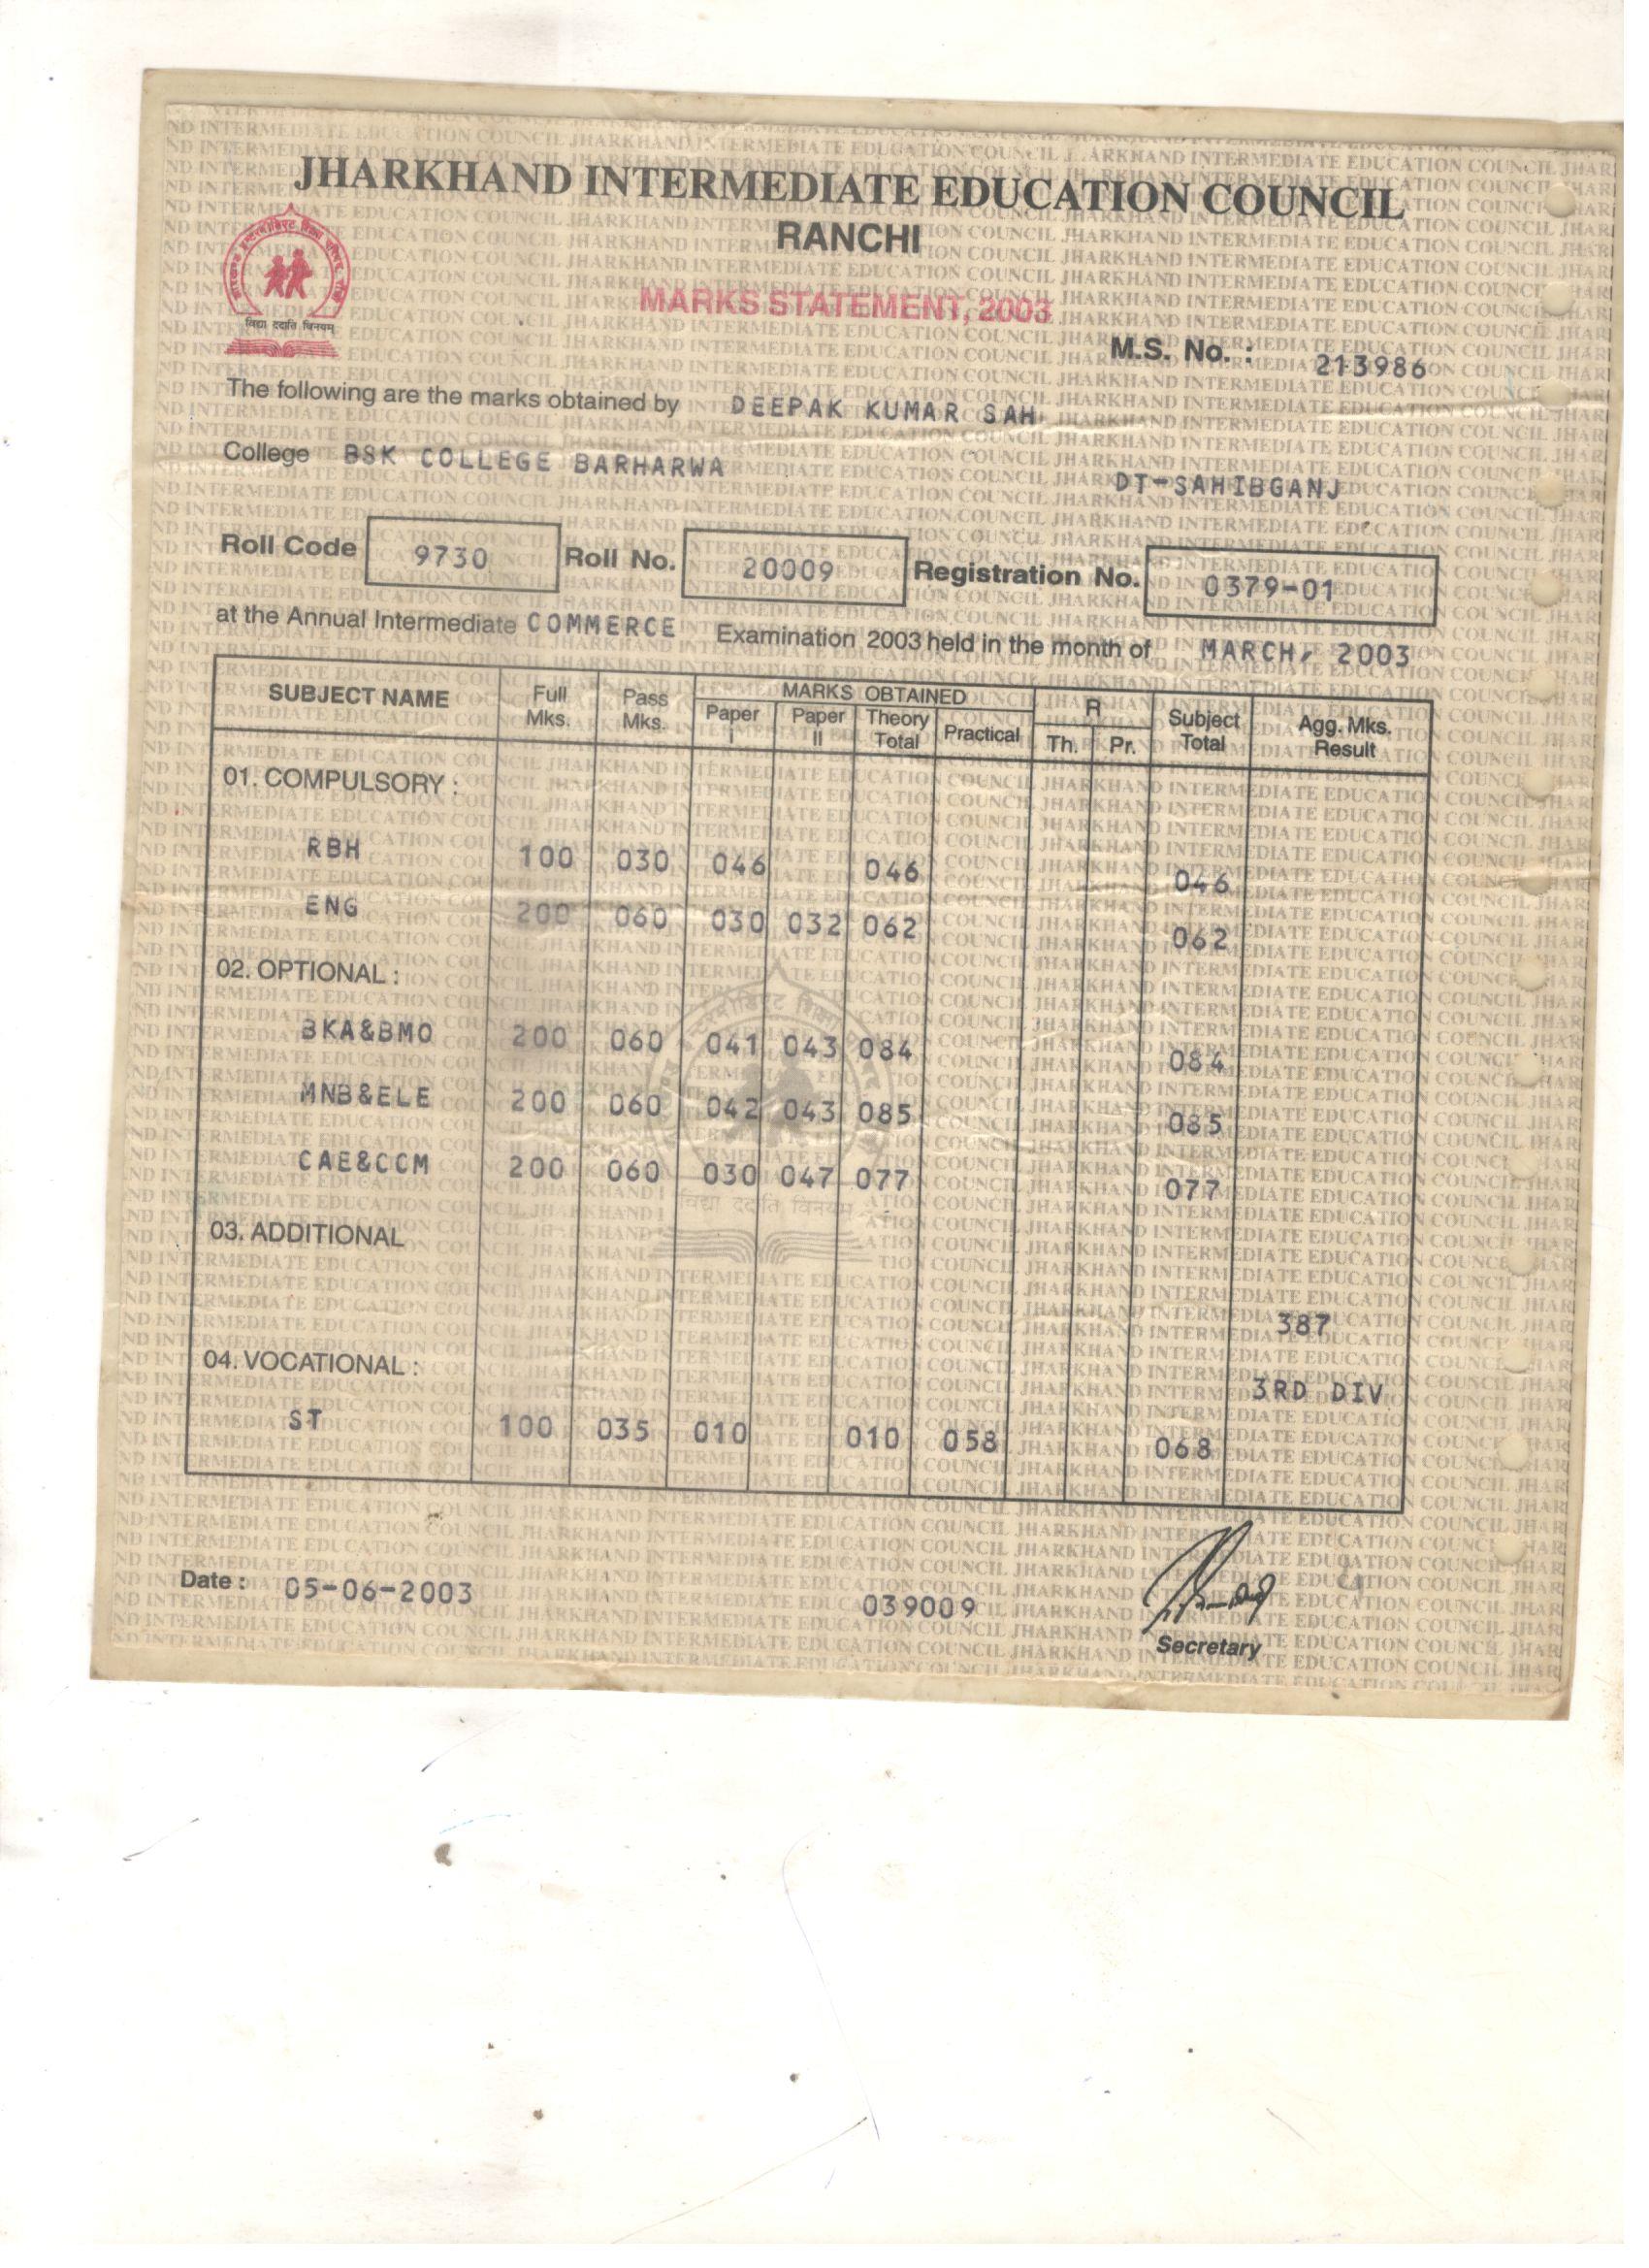 JHARKHAND INTERMEDIATE EDUCATION COUNCIL
RANCHI
MARKS STATEMENT, 2003
विद्या ददाति विनयम्
M.S. No. : 213986
The following are the marks obtained by DEEPAK KUMAR SAH
College BSK COLLEGE BARHARWA DT-SAHIBGANJ
Roll Code 9730 Roll No. 20009 Registration No. 0379-01
at the Annual Intermediate COMMERCE Examination 2003 held in the month of MARCH, 2003
SUBJECT NAME Full Mks. Pass Mks. MARKS OBTAINED R Subject Total Agg. Mks. Result
Paper I Paper II Theory Total Practical Th. Pr.
01. COMPULSORY :
RBH 100 030 046 046 046
ENG 200 060 030 032 062 062
02. OPTIONAL :
BKA&BMO 200 060 041 043 084 084
MNB&ELE 200 060 042 043 085 085
CAE&CCM 200 060 030 047 077 077
विद्या ददाति विनयम्
03. ADDITIONAL
387
04. VOCATIONAL :
3RD DIV
ST 100 035 010 010 058 068
Date : 05-06-2003 039009
Secretary